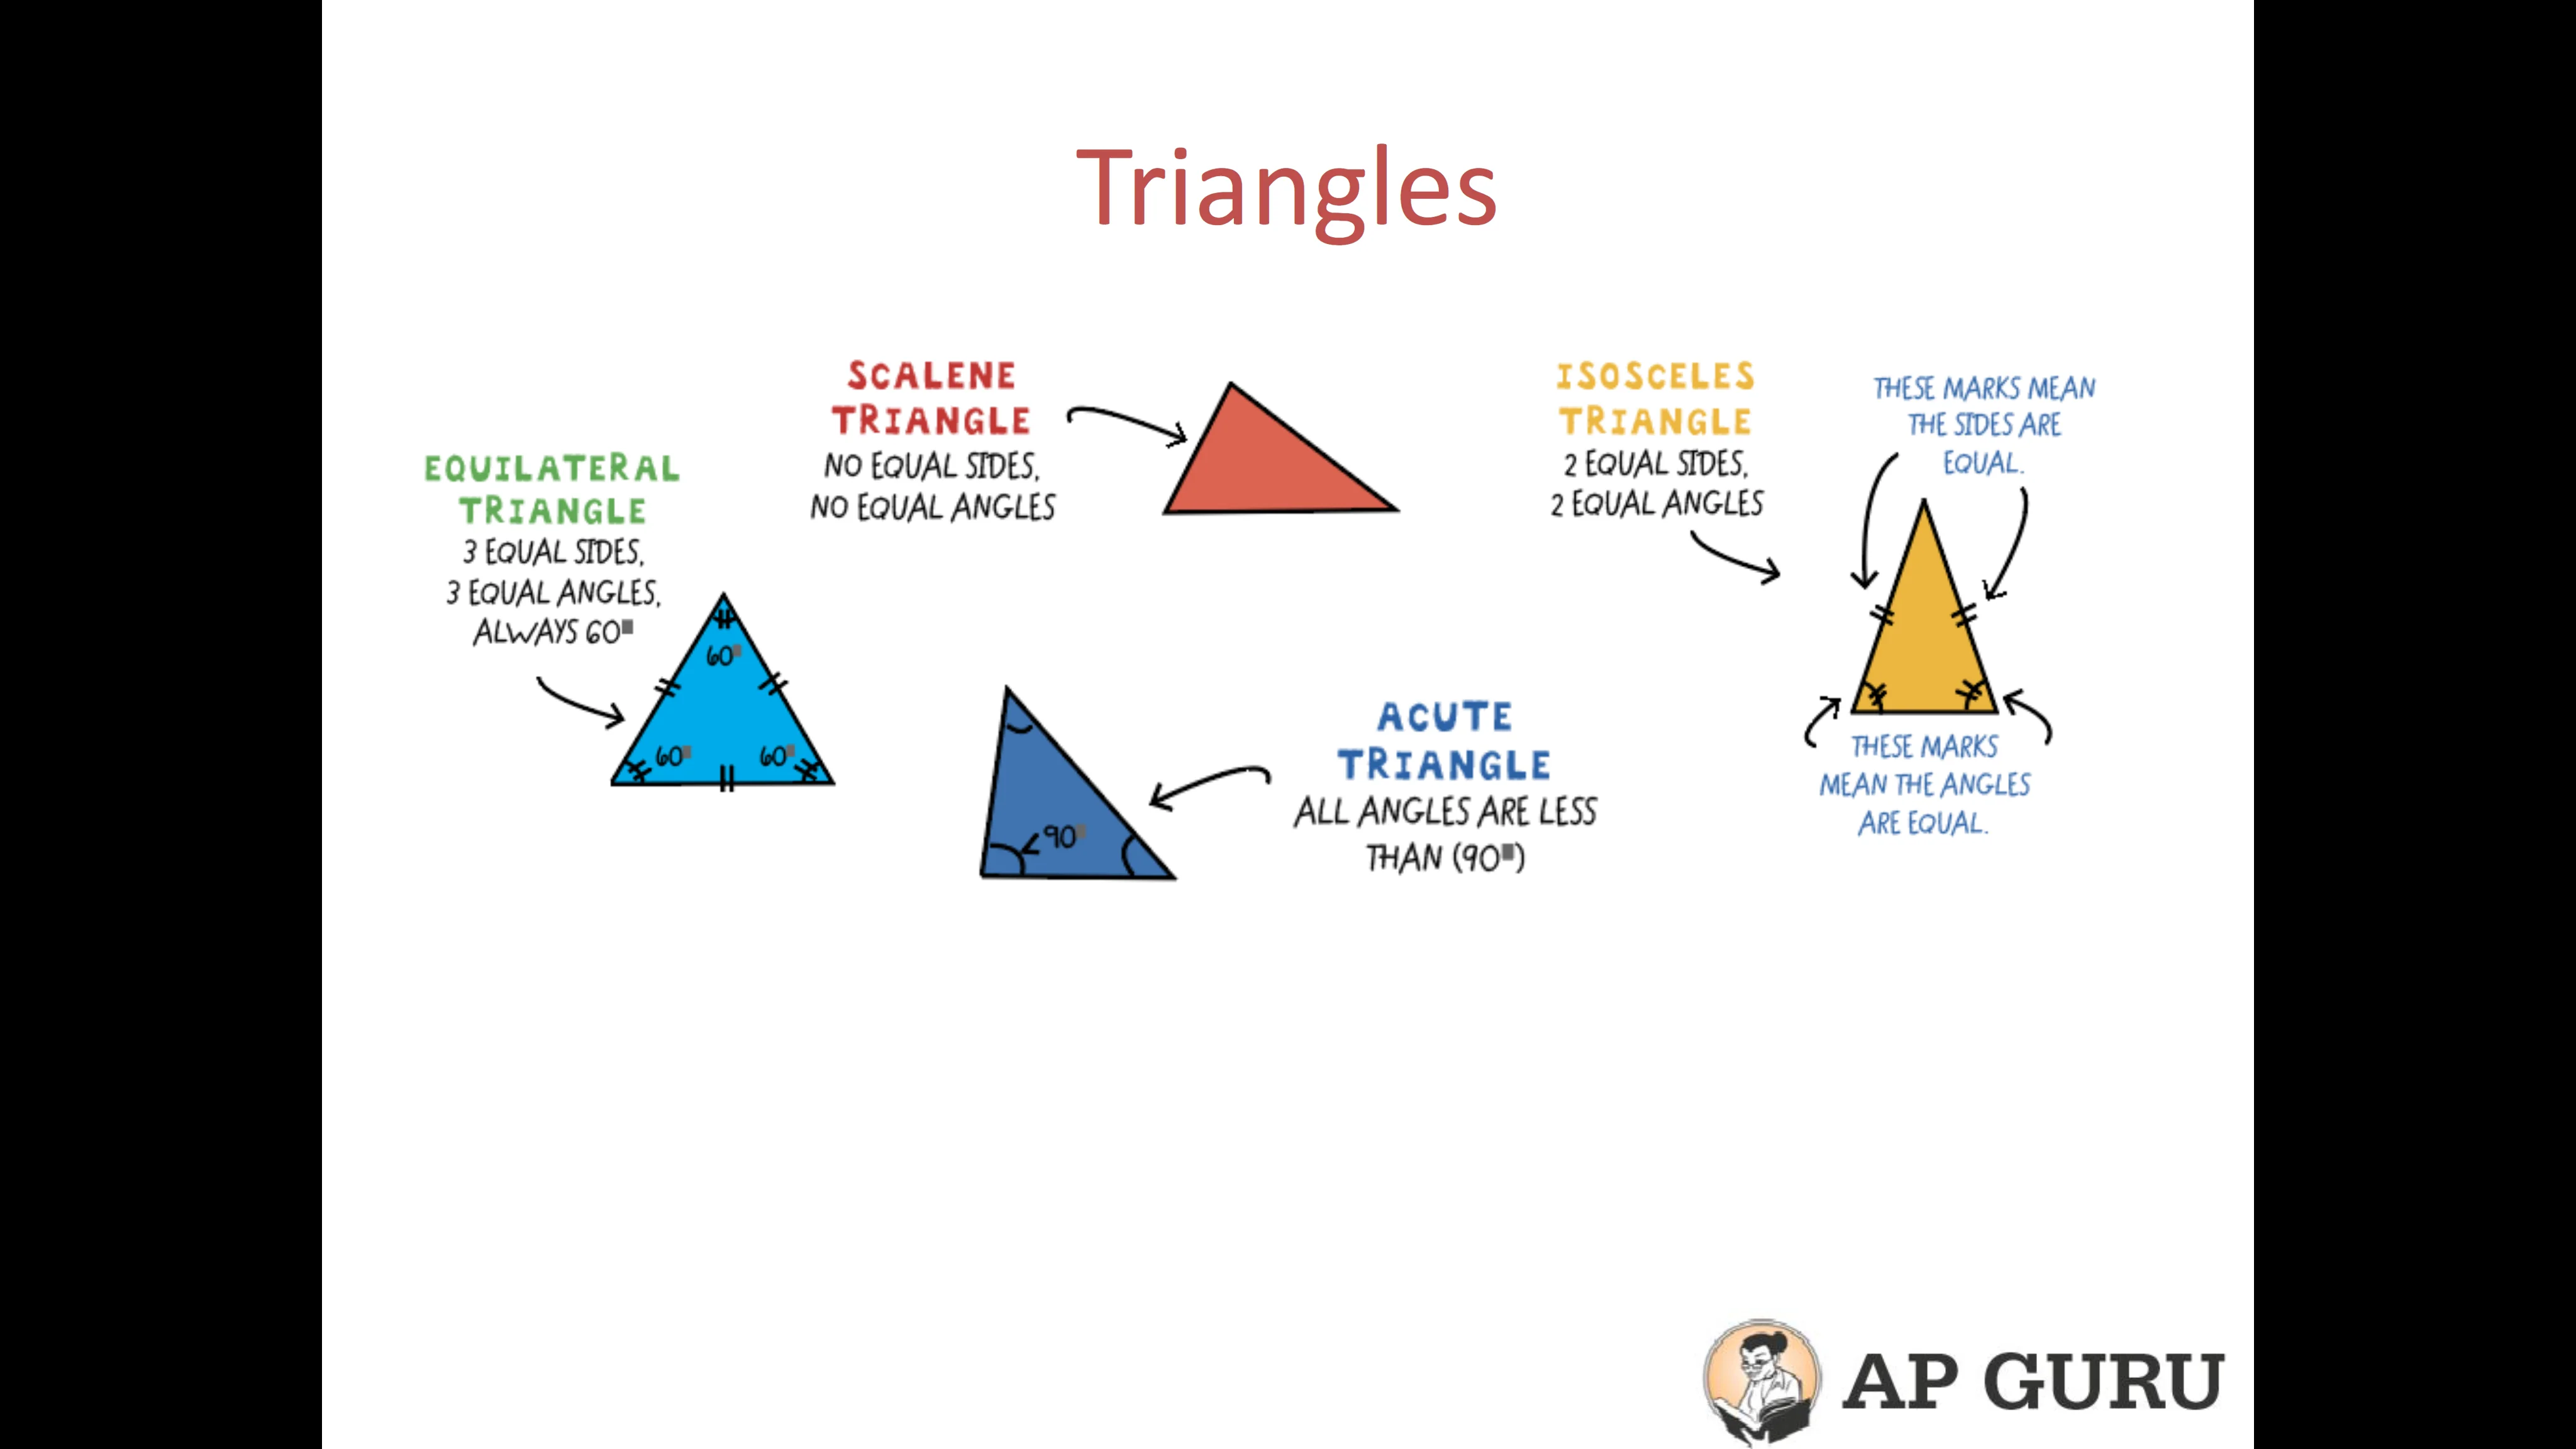 Triangles
EQUILATERAL
TRIANGLE
3 EQUAL SIDES,
3 EQUAL ANGLES,
ALWAYS 60■
60■
60■ 60■
SCALENE
TRIANGLE
NO EQUAL SIDES,
NO EQUAL ANGLES
ISOSCELES
TRIANGLE
2 EQUAL SIDES,
2 EQUAL ANGLES
THESE MARKS MEAN
THE SIDES ARE
EQUAL.
THESE MARKS
MEAN THE ANGLES
ARE EQUAL.
<90■
ACUTE
TRIANGLE
ALL ANGLES ARE LESS
THAN (90■)
AP GURU